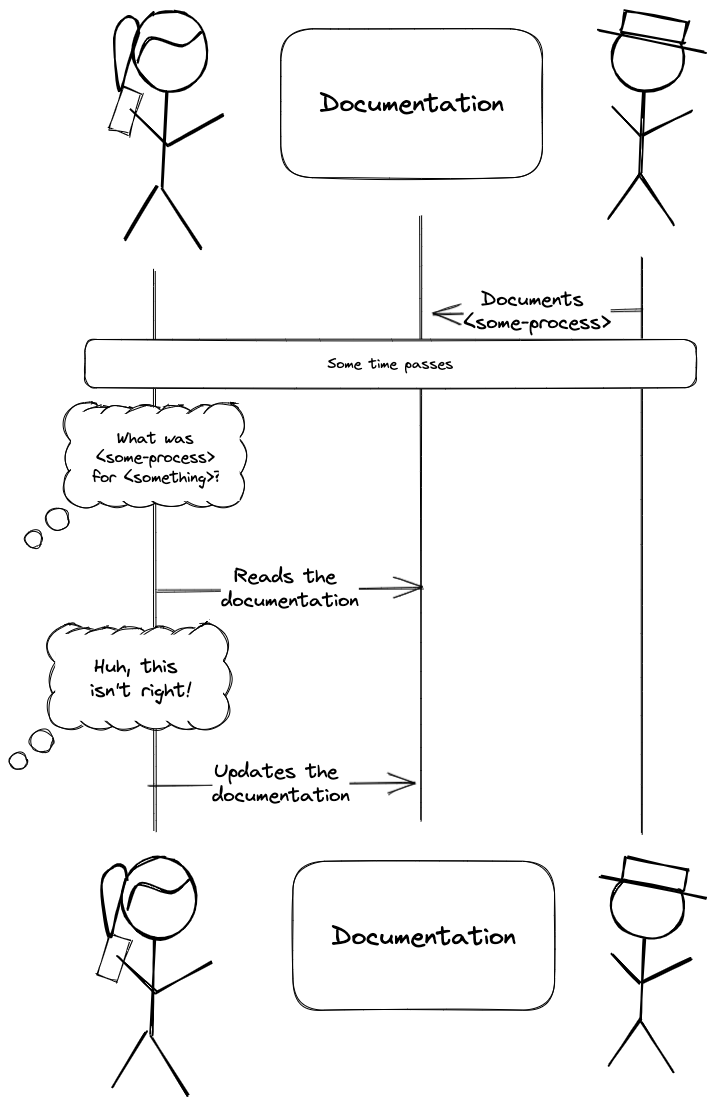 Documentation
Documents
<some-process>
Some time passes
What was
<some-process>
for <something>?
Reads the
documentation
Huh, this
isn't right!
Updates the
documentation
Documentation